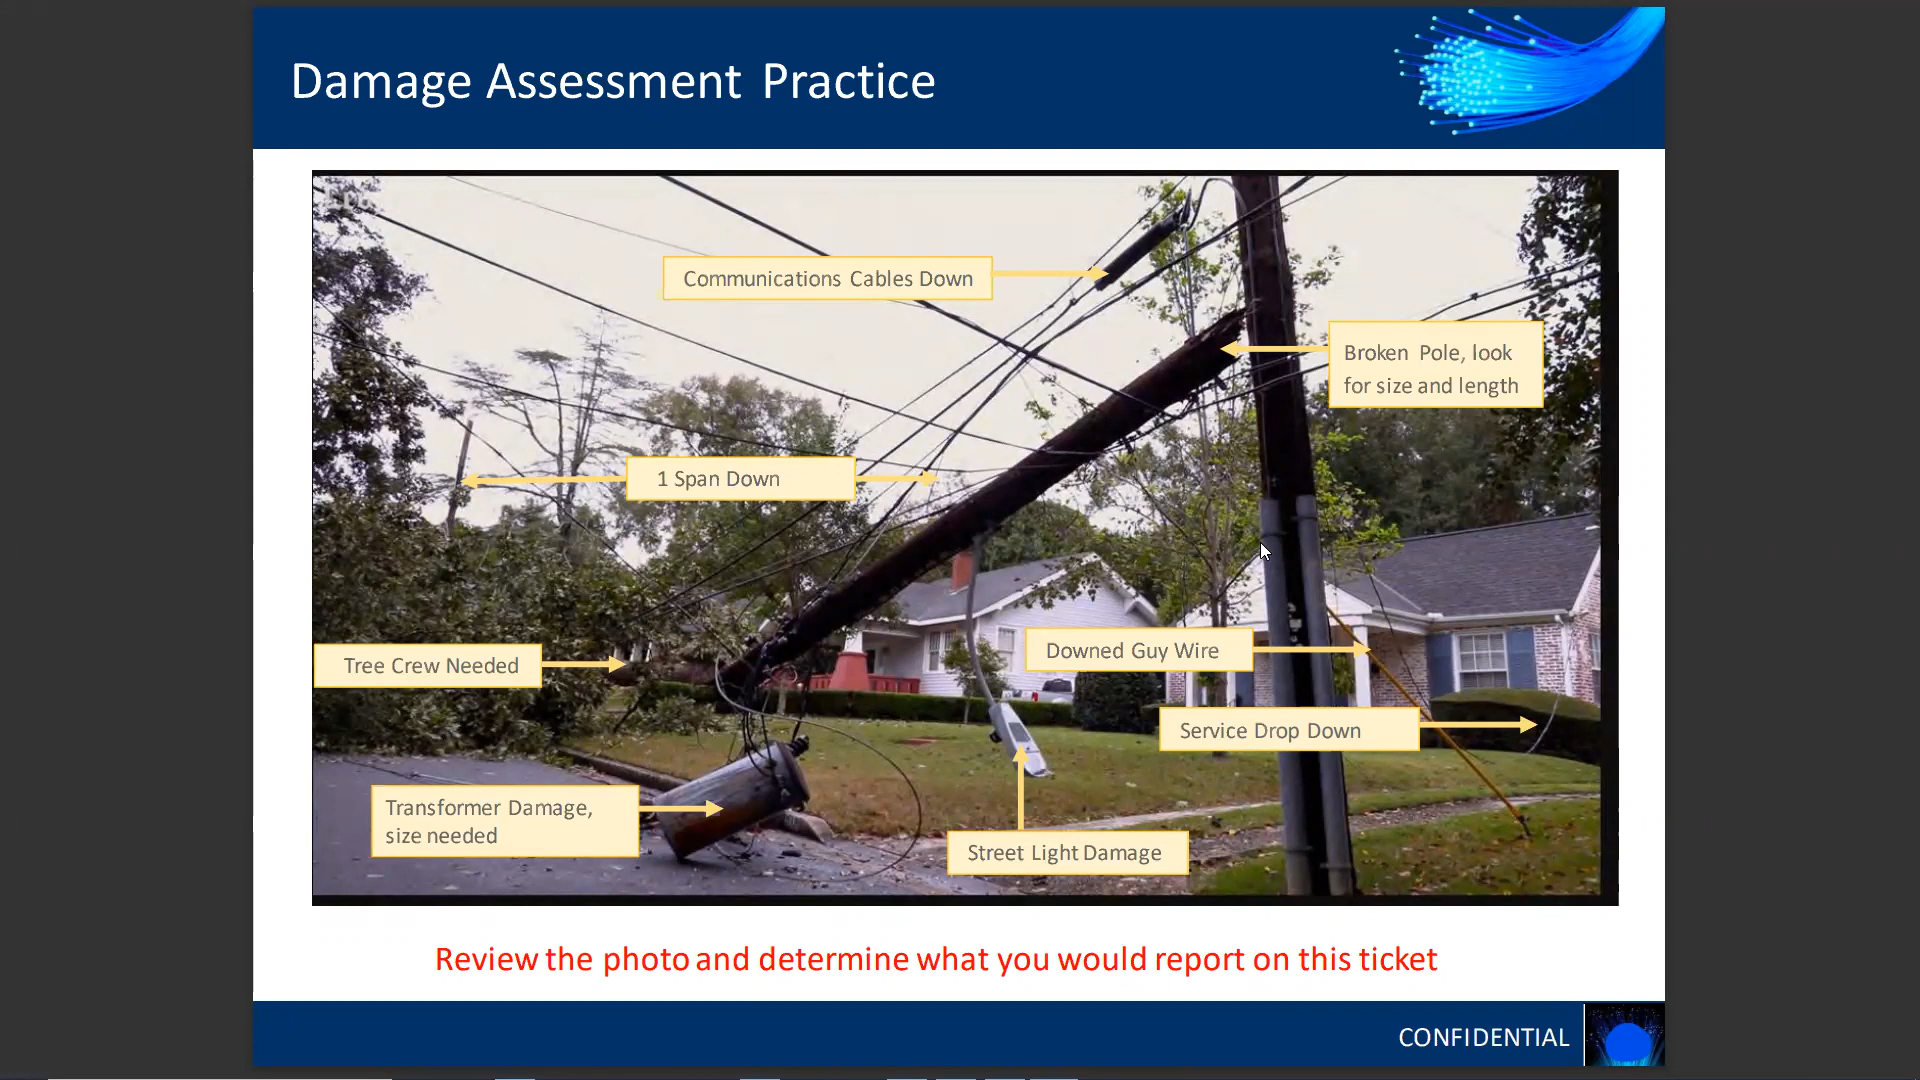 Damage Assessment Practice
Communications Cables Down
Broken Pole, look
for size and length
1 Span Down
Tree Crew Needed
Downed Guy Wire
Service Drop Down
Transformer Damage,
size needed
Street Light Damage
Review the photo and determine what you would report on this ticket
CONFIDENTIAL